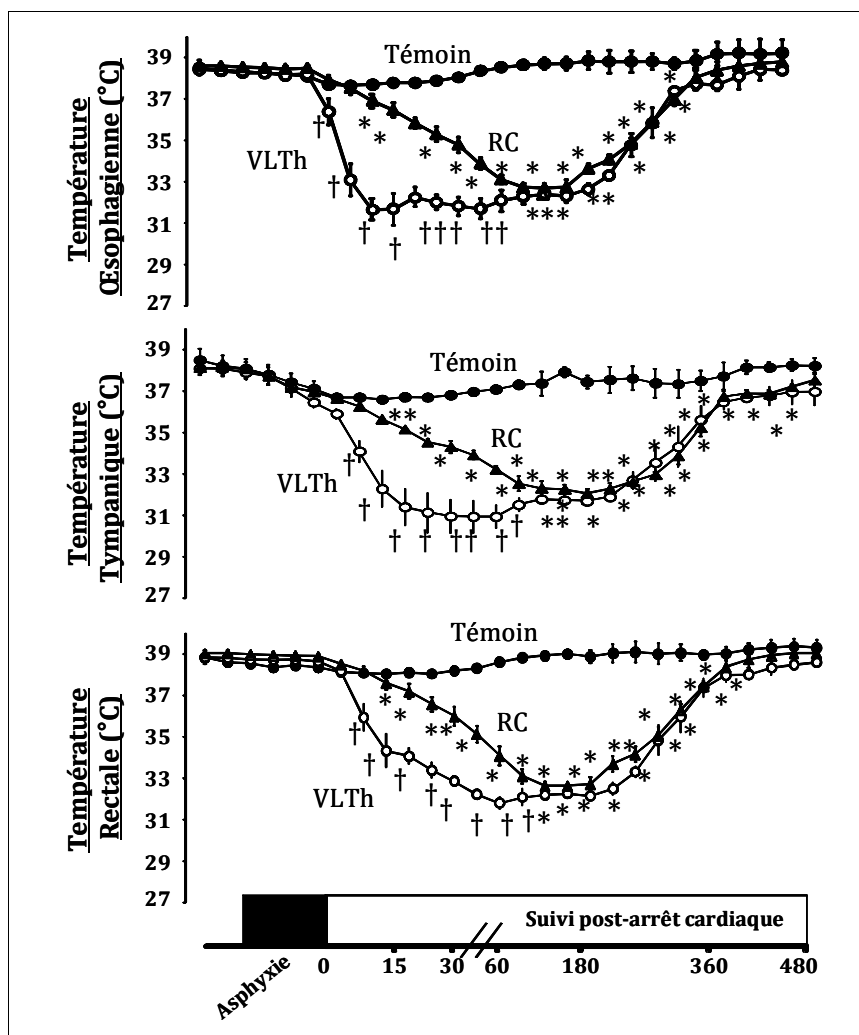 Température
Œsophagienne (°C)
39
37
35
33
31
29
27
Témoin
VLTh
RC
† † † † † † † † †
* * * * * * * * * * * * * * * * * * * * * *
Température
Tympanique (°C)
39
37
35
33
31
29
27
Témoin
VLTh
RC
Température
Rectale (°C)
39
37
35
33
31
29
27
Témoin
VLTh
RC
Suivi post-arrêt cardiaque
Asphyxie
0 15 30 60 180 360 480